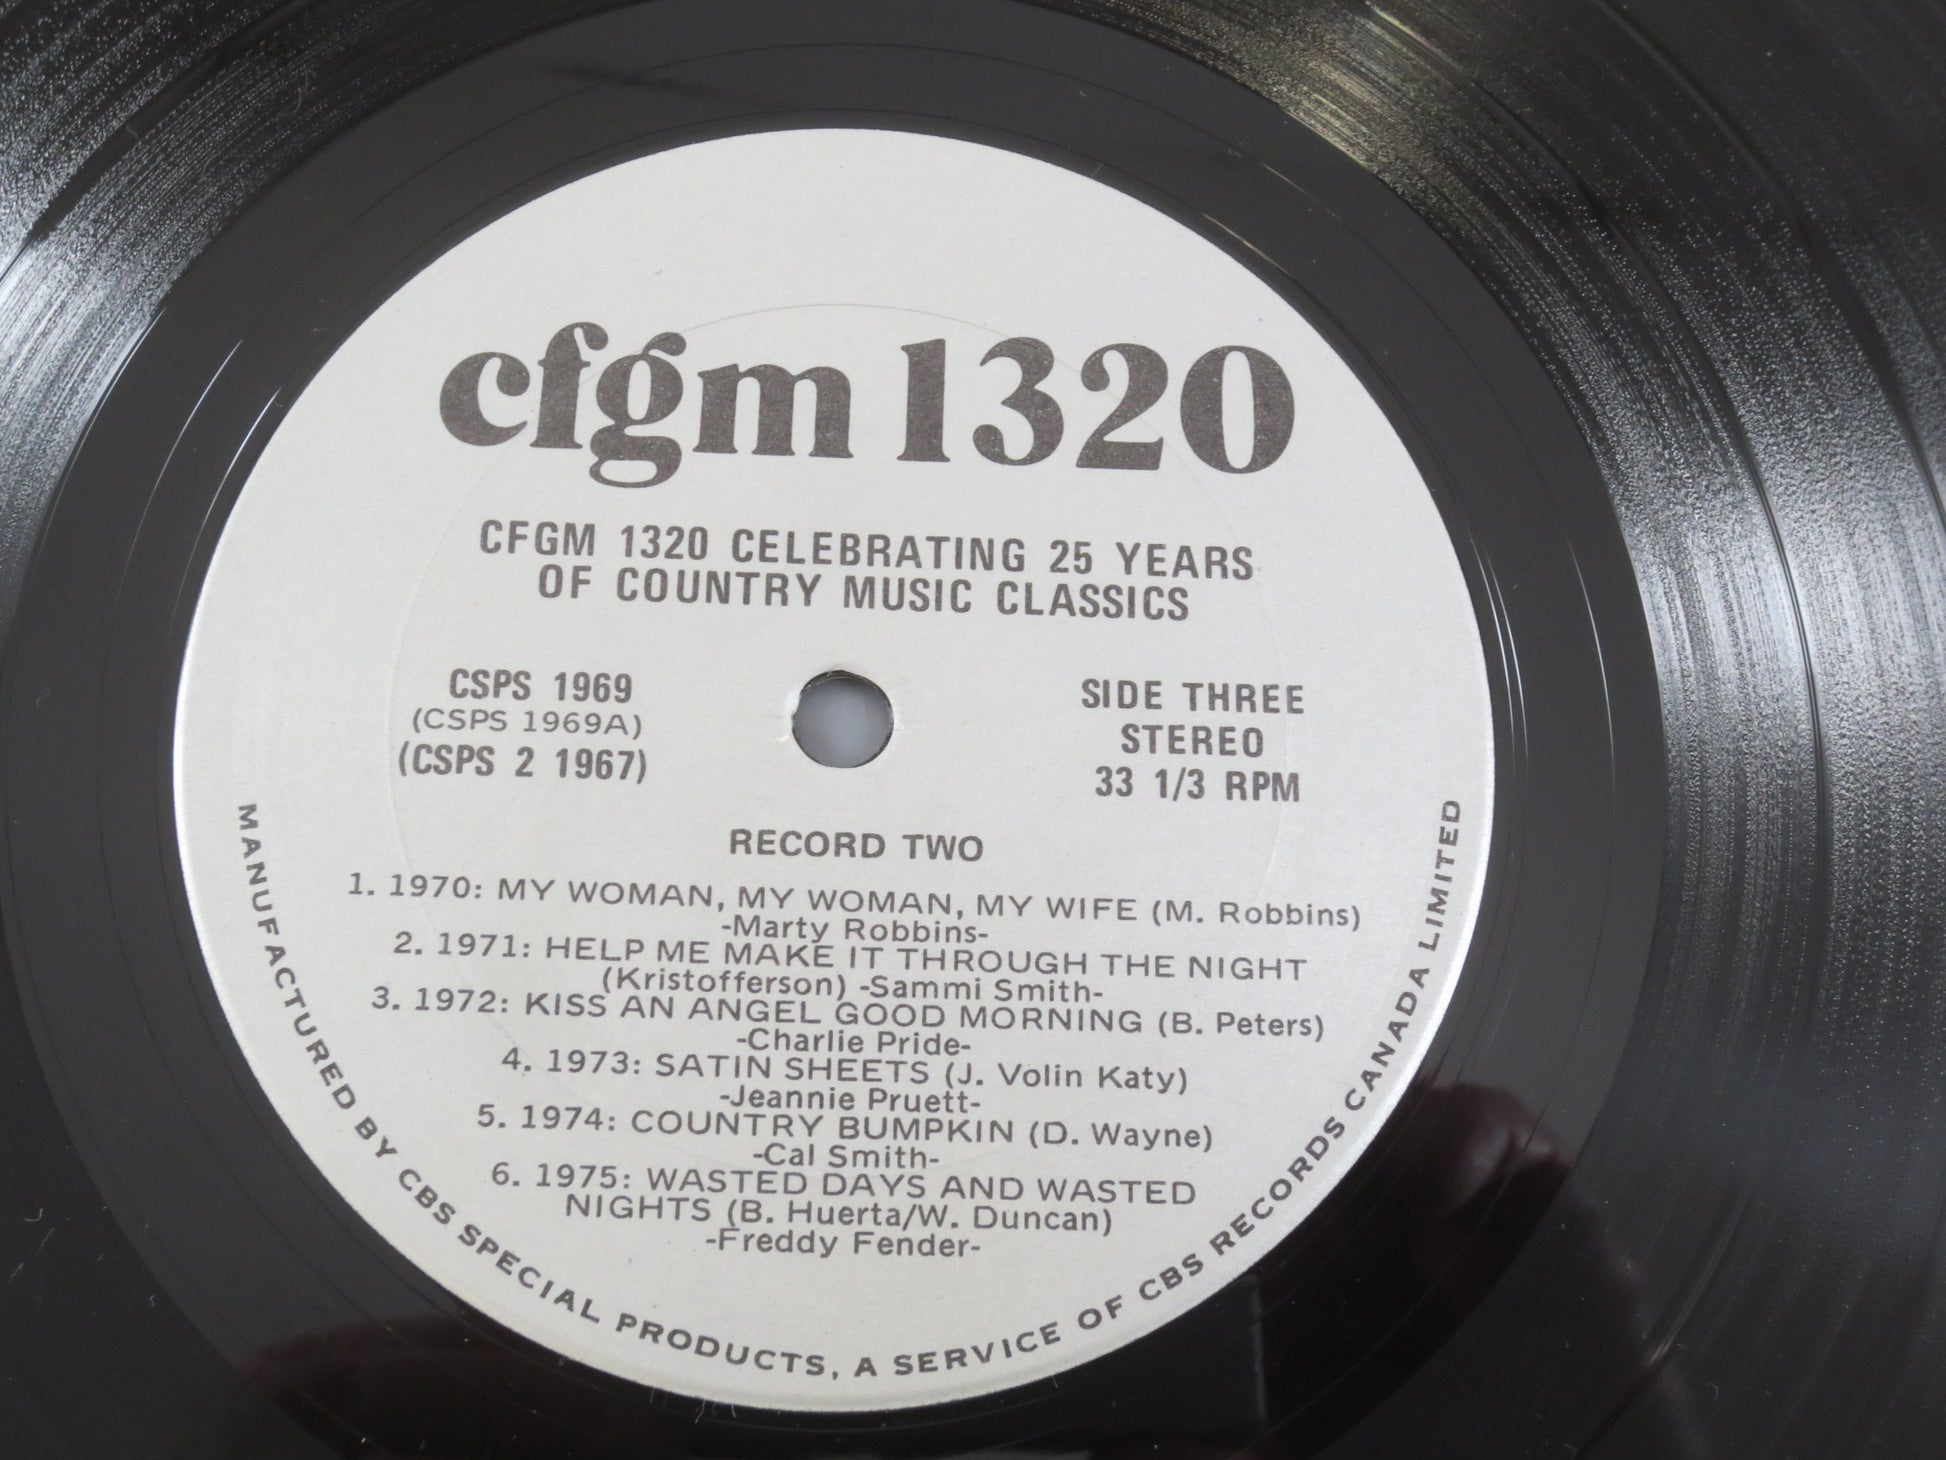 cfgm 1320
CFGM 1320 CELEBRATING 25 YEARS
OF COUNTRY MUSIC CLASSICS
CSPS 1969
(CSPS 1969A)
(CSPS 2 1967)
SIDE THREE
STEREO
33 1/3 RPM
RECORD TWO
1. 1970: MY WOMAN, MY WOMAN, MY WIFE (M. Robbins)
-Marty Robbins-
2. 1971: HELP ME MAKE IT THROUGH THE NIGHT
(Kristofferson) -Sammi Smith-
3. 1972: KISS AN ANGEL GOOD MORNING (B. Peters)
-Charlie Pride-
4. 1973: SATIN SHEETS (J. Volin Katy)
-Jeannie Pruett-
5. 1974: COUNTRY BUMPKIN (D. Wayne)
-Cal Smith-
6. 1975: WASTED DAYS AND WASTED
NIGHTS (B. Huerta/W. Duncan)
-Freddy Fender-
MANUFACTURED BY CBS SPECIAL PRODUCTS, A SERVICE OF CBS RECORDS CANADA LIMITED